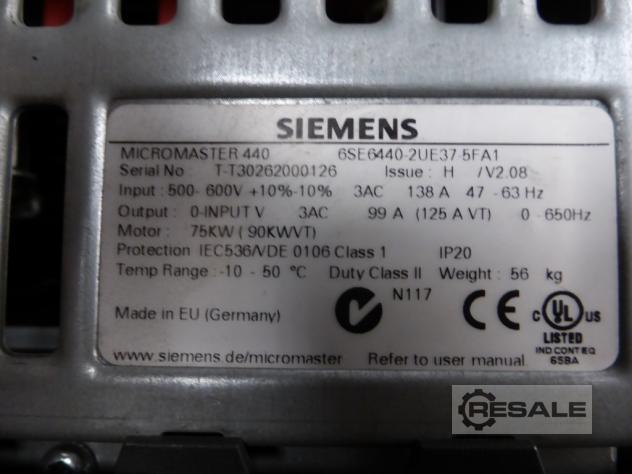 SIEMENS
MICROMASTER 440 6SE6440-2UE37-5FA1
Serial No : T-T30262000126 Issue : H /V2.08
Input : 500- 600V +10%-10% 3AC 138 A 47 - 63 Hz
Output : 0-INPUT V 3AC 99 A (125 A VT) 0 - 650Hz
Motor : 75KW ( 90KWVT)
Protection IEC536/VDE 0106 Class 1 IP20
Temp Range : -10 - 50 °C Duty Class II Weight : 56 kg
N117
Made in EU (Germany) CE c UL US
LISTED
IND CONT EQ
65BA
www.siemens.de/micromaster Refer to user manual
RESALE